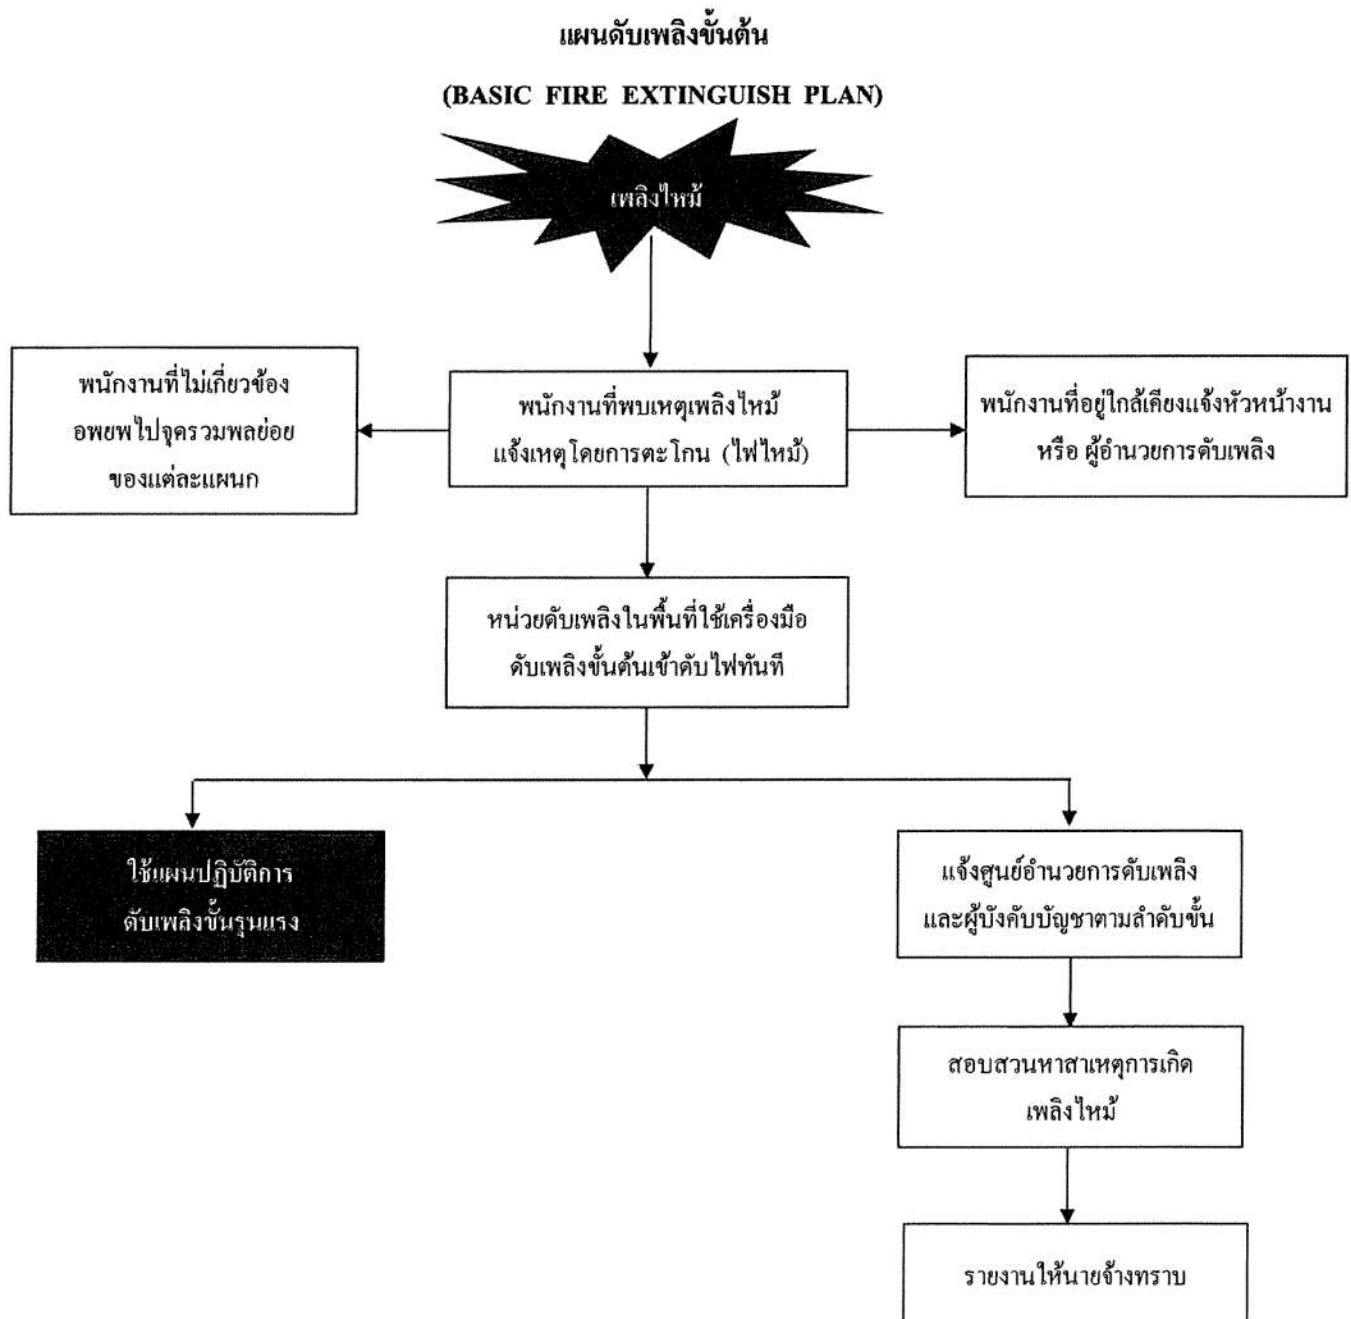 แผนดับเพลิงขั้นต้น
(BASIC FIRE EXTINGUISH PLAN)
เพลิงไหม้
พนักงานที่ไม่เกี่ยวข้อง
อพยพไปจุดรวมพลย่อย
ของแต่ละแผนก
พนักงานที่พบเหตุเพลิงไหม้
แจ้งเหตุโดยการตะโกน (ไฟไหม้)
พนักงานที่อยู่ใกล้เคียงแจ้งหัวหน้างาน
หรือ ผู้อำนวยการดับเพลิง
หน่วยดับเพลิงในพื้นที่ใช้เครื่องมือ
ดับเพลิงขั้นต้นเข้าดับไฟทันที
ใช้แผนปฏิบัติการ
ดับเพลิงขั้นรุนแรง
แจ้งศูนย์อำนวยการดับเพลิง
และผู้บังคับบัญชาตามลำดับขั้น
สอบสวนหาสาเหตุการเกิด
เพลิงไหม้
รายงานให้นายจ้างทราบ